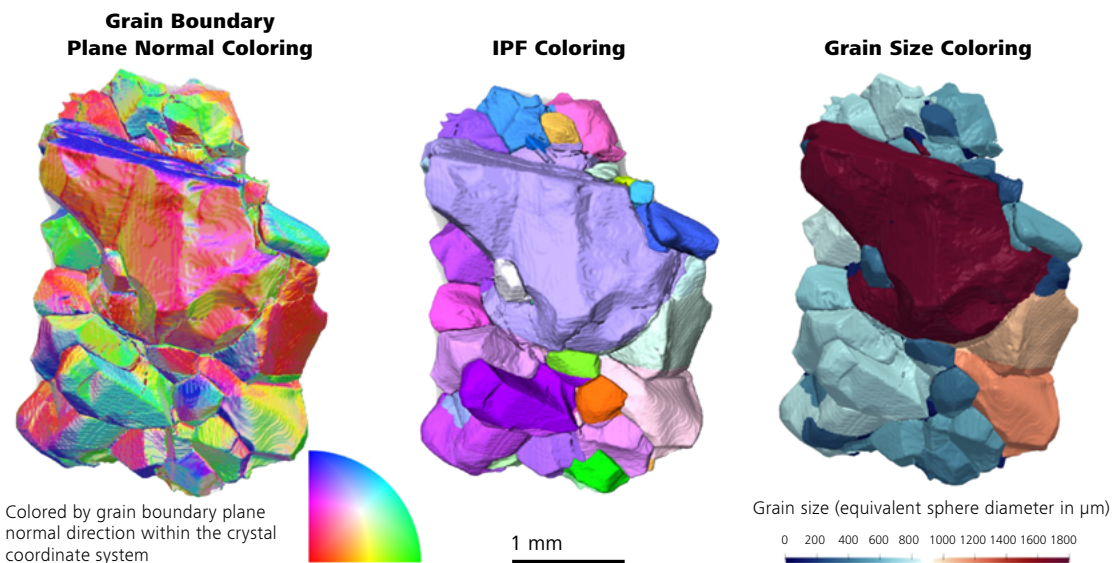 Grain Boundary
Plane Normal Coloring
IPF Coloring
Grain Size Coloring
Colored by grain boundary plane
normal direction within the crystal
coordinate system
1 mm
Grain size (equivalent sphere diameter in µm)
0 200 400 600 800 1000 1200 1400 1600 1800